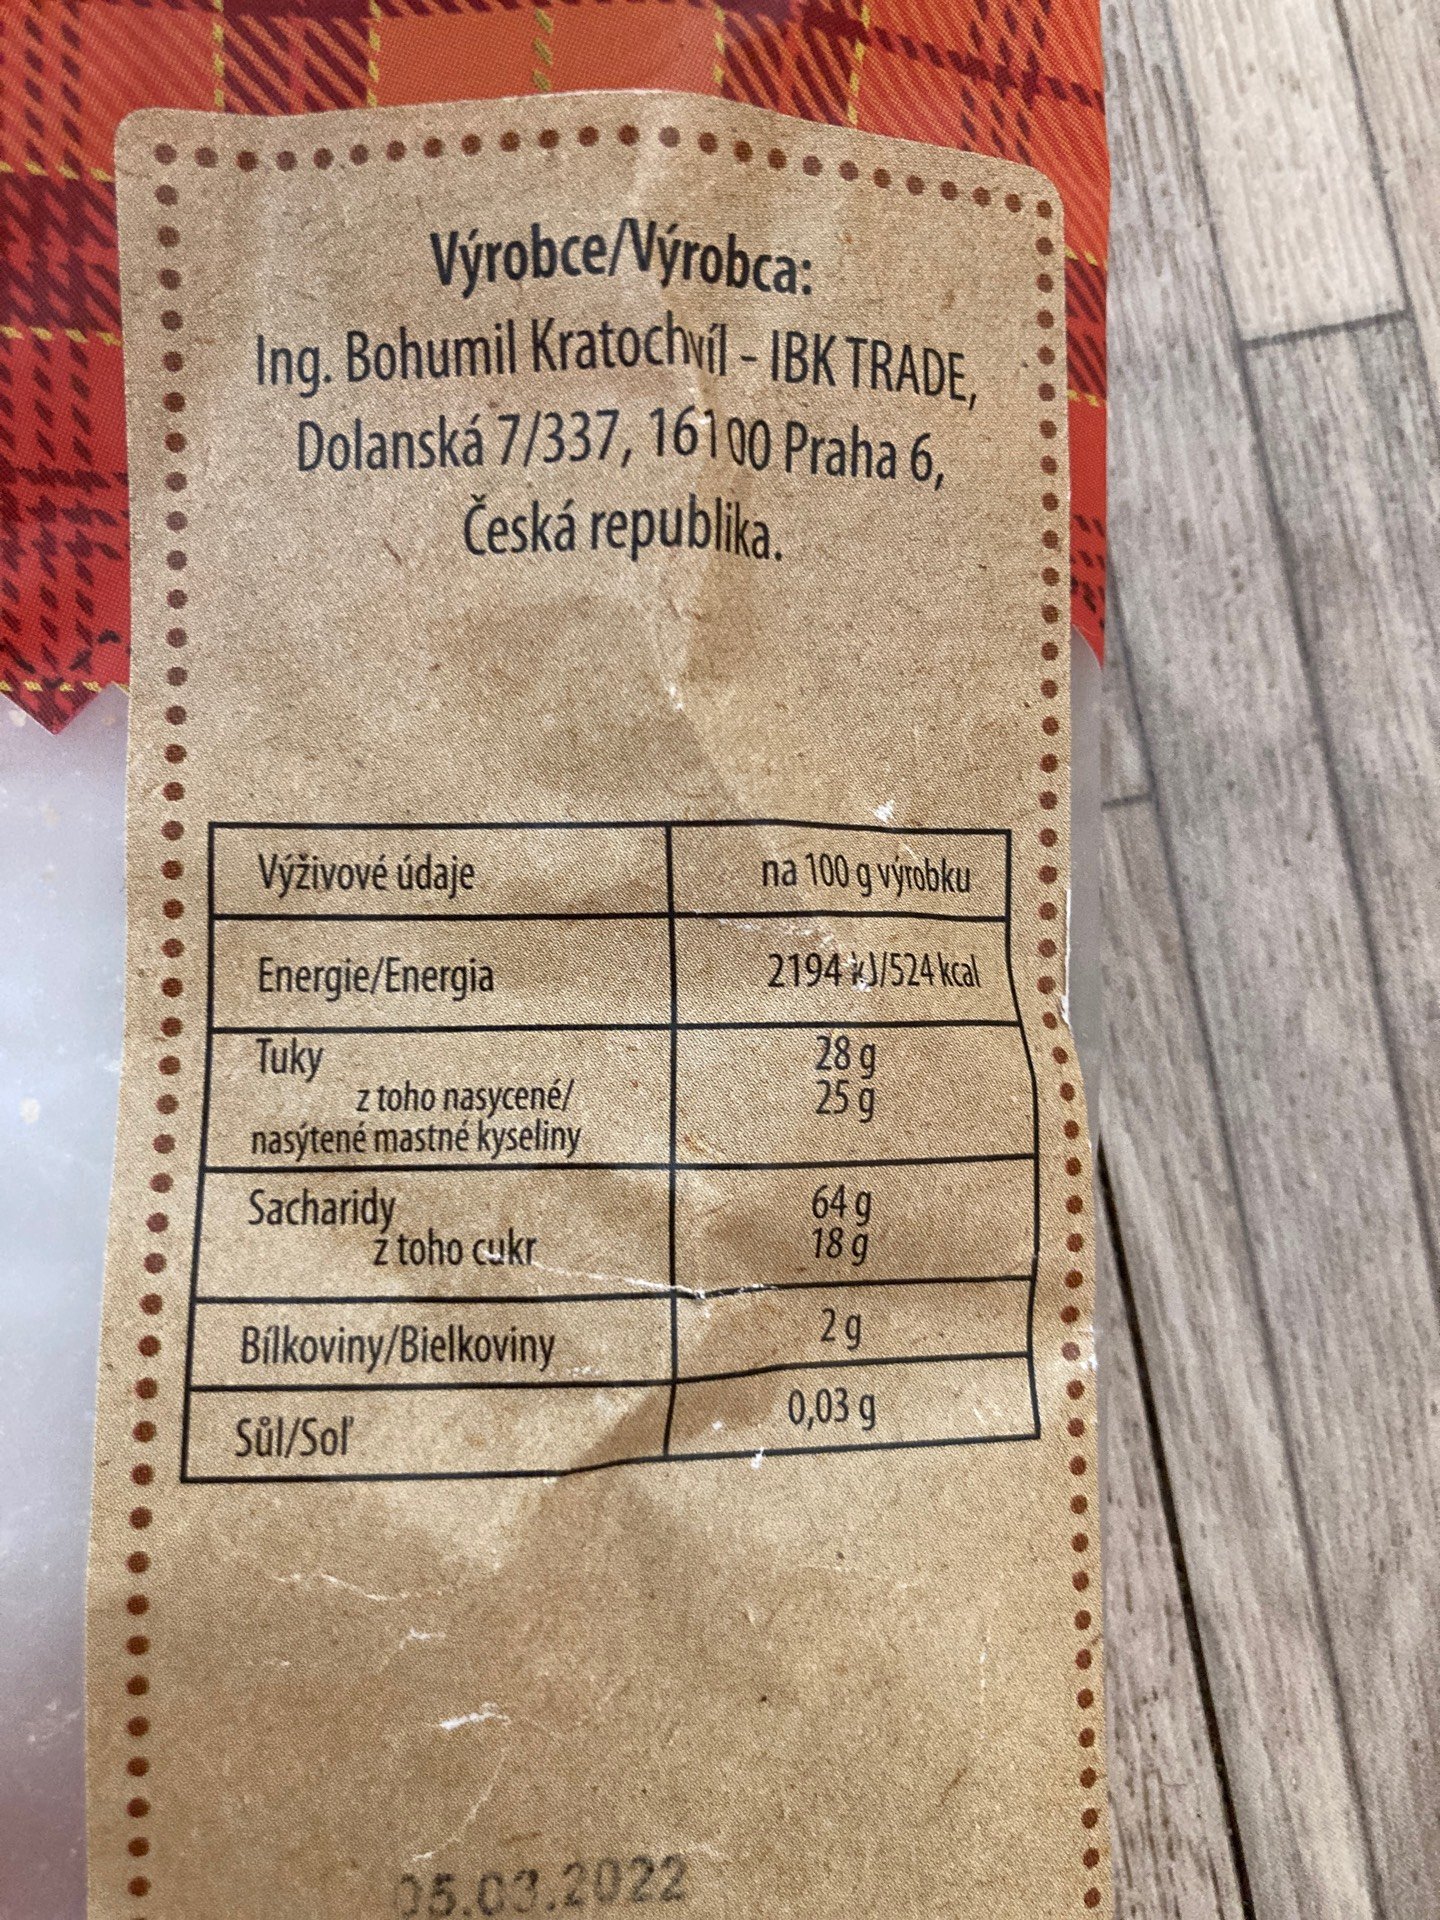 Výrobce/Výrobca:
Ing. Bohumil Kratochvíl - IBK TRADE,
Dolanská 7/337, 16100 Praha 6,
Česká republika.
Výživové údaje na 100 g výrobku
Energie/Energia 2194 kJ/524 kcal
Tuky 28 g
z toho nasycené/ 25 g
nasýtené mastné kyseliny
Sacharidy 64 g
z toho cukr 18 g
Bílkoviny/Bielkoviny 2 g
Sůl/Soľ 0,03 g
05.03.2022